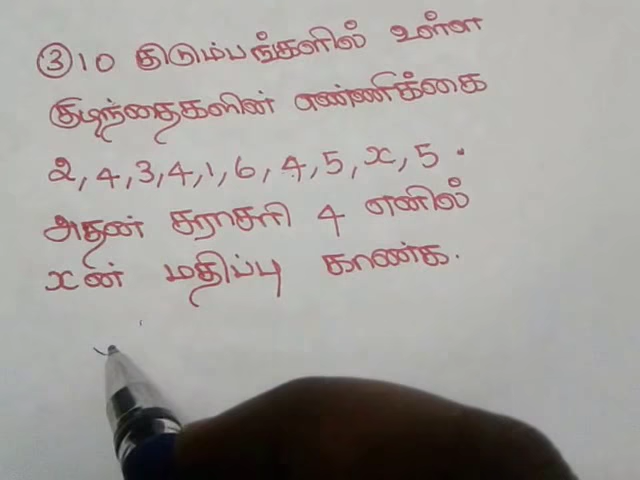 ③ 10 குடும்பங்களில் உள்ள
குழந்தைகளின் எண்ணிக்கை
2, 4, 3, 4, 1, 6, 4, 5, x, 5.
அதன் சராசரி 4 எனில்
xன் மதிப்பு காண்க.